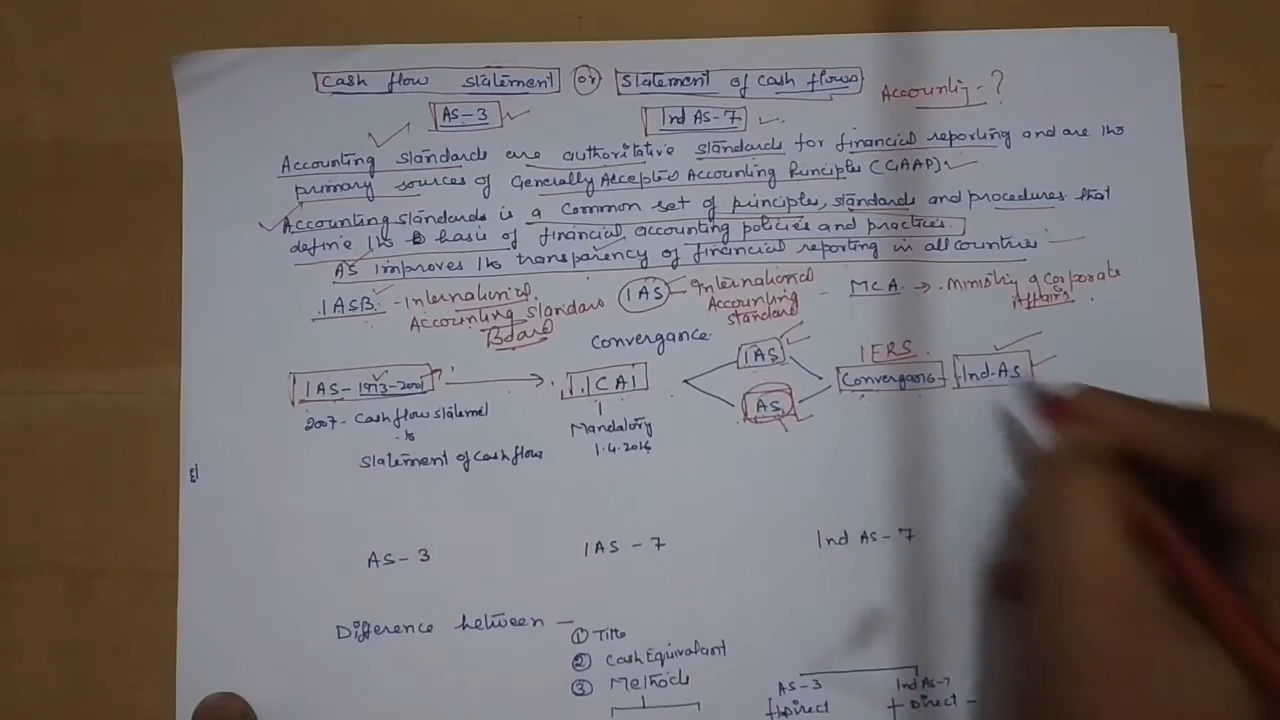 Cash flow statement (or) Statement of cash flows
Accounting - ?
AS-3
Ind AS-7
Accounting standards are authoritative standards for financial reporting and are the
primary sources of Generally Accepted Accounting Principles (GAAP)
Accounting standards is a common set of principles, standards and procedures that
define the basis of financial accounting policies and practices.
AS improves the transparency of financial reporting in all countries
IASB - International Accounting Standard Board
IAS - International Accounting Standard
MCA → Ministry of Corporate Affairs.
Convergance
IAS - 1973-2001
ICAI
IAS
AS
IFRS.
Convergans
Ind-AS
2007 - Cash flow statement
to
Statement of Cash flow
Mandatory
1.4.2016
AS-3
IAS-7
Ind AS-7
Difference between -
① Title
② Cash Equivalant
③ Methods
AS-3
Ind AS-7
Direct
Direct -